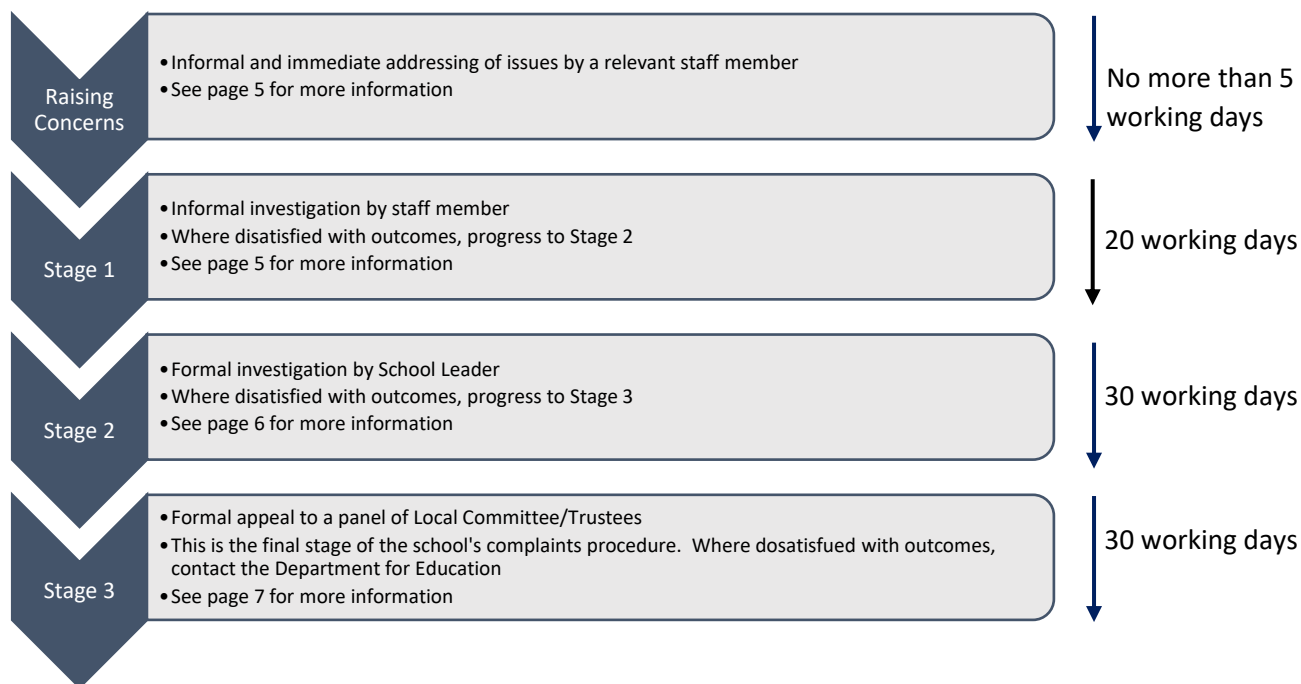 Raising
Concerns
•Informal and immediate addressing of issues by a relevant staff member
•See page 5 for more information
No more than 5
working days
Stage 1
•Informal investigation by staff member
•Where disatisfied with outcomes, progress to Stage 2
•See page 5 for more information
20 working days
Stage 2
•Formal investigation by School Leader
•Where disatisfied with outcomes, progress to Stage 3
•See page 6 for more information
30 working days
Stage 3
•Formal appeal to a panel of Local Committee/Trustees
•This is the final stage of the school's complaints procedure.  Where dosatisfued with outcomes,
contact the Department for Education
•See page 7 for more information
30 working days